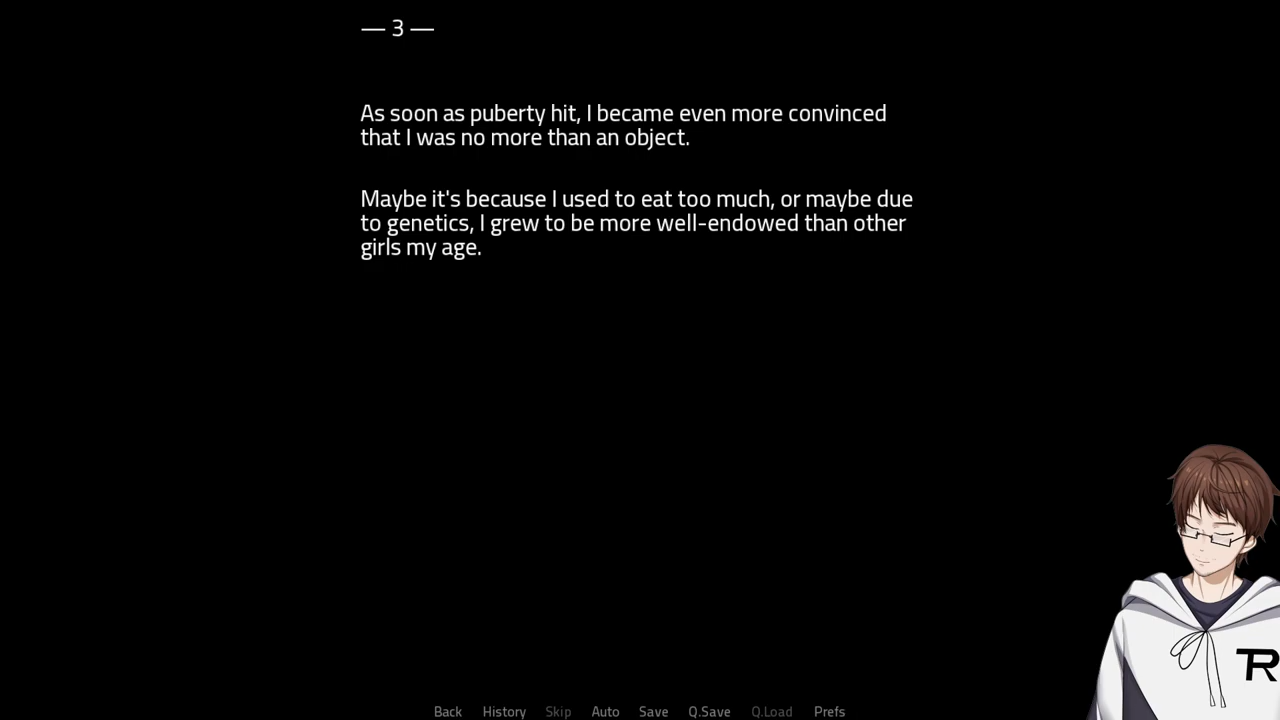 — 3 —
As soon as puberty hit, I became even more convinced
that I was no more than an object.
Maybe it's because I used to eat too much, or maybe due
to genetics, I grew to be more well-endowed than other
girls my age.
TR
Back History Skip Auto Save Q.Save Q.Load Prefs